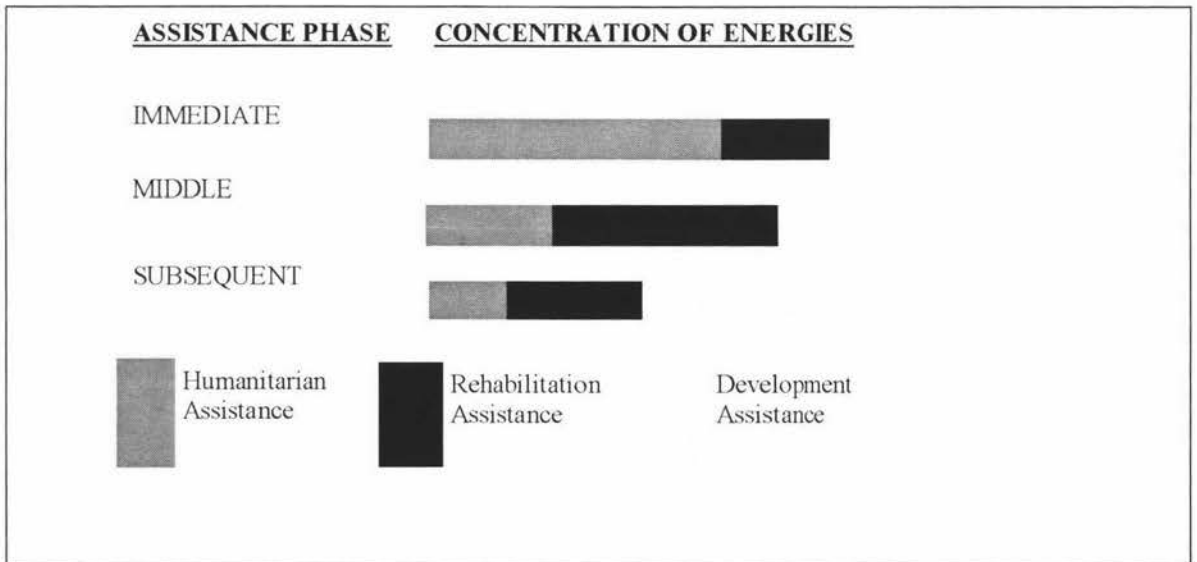 ASSISTANCE PHASE CONCENTRATION OF ENERGIES
IMMEDIATE
MIDDLE
SUBSEQUENT
Humanitarian
Assistance
Rehabilitation
Assistance
Development
Assistance